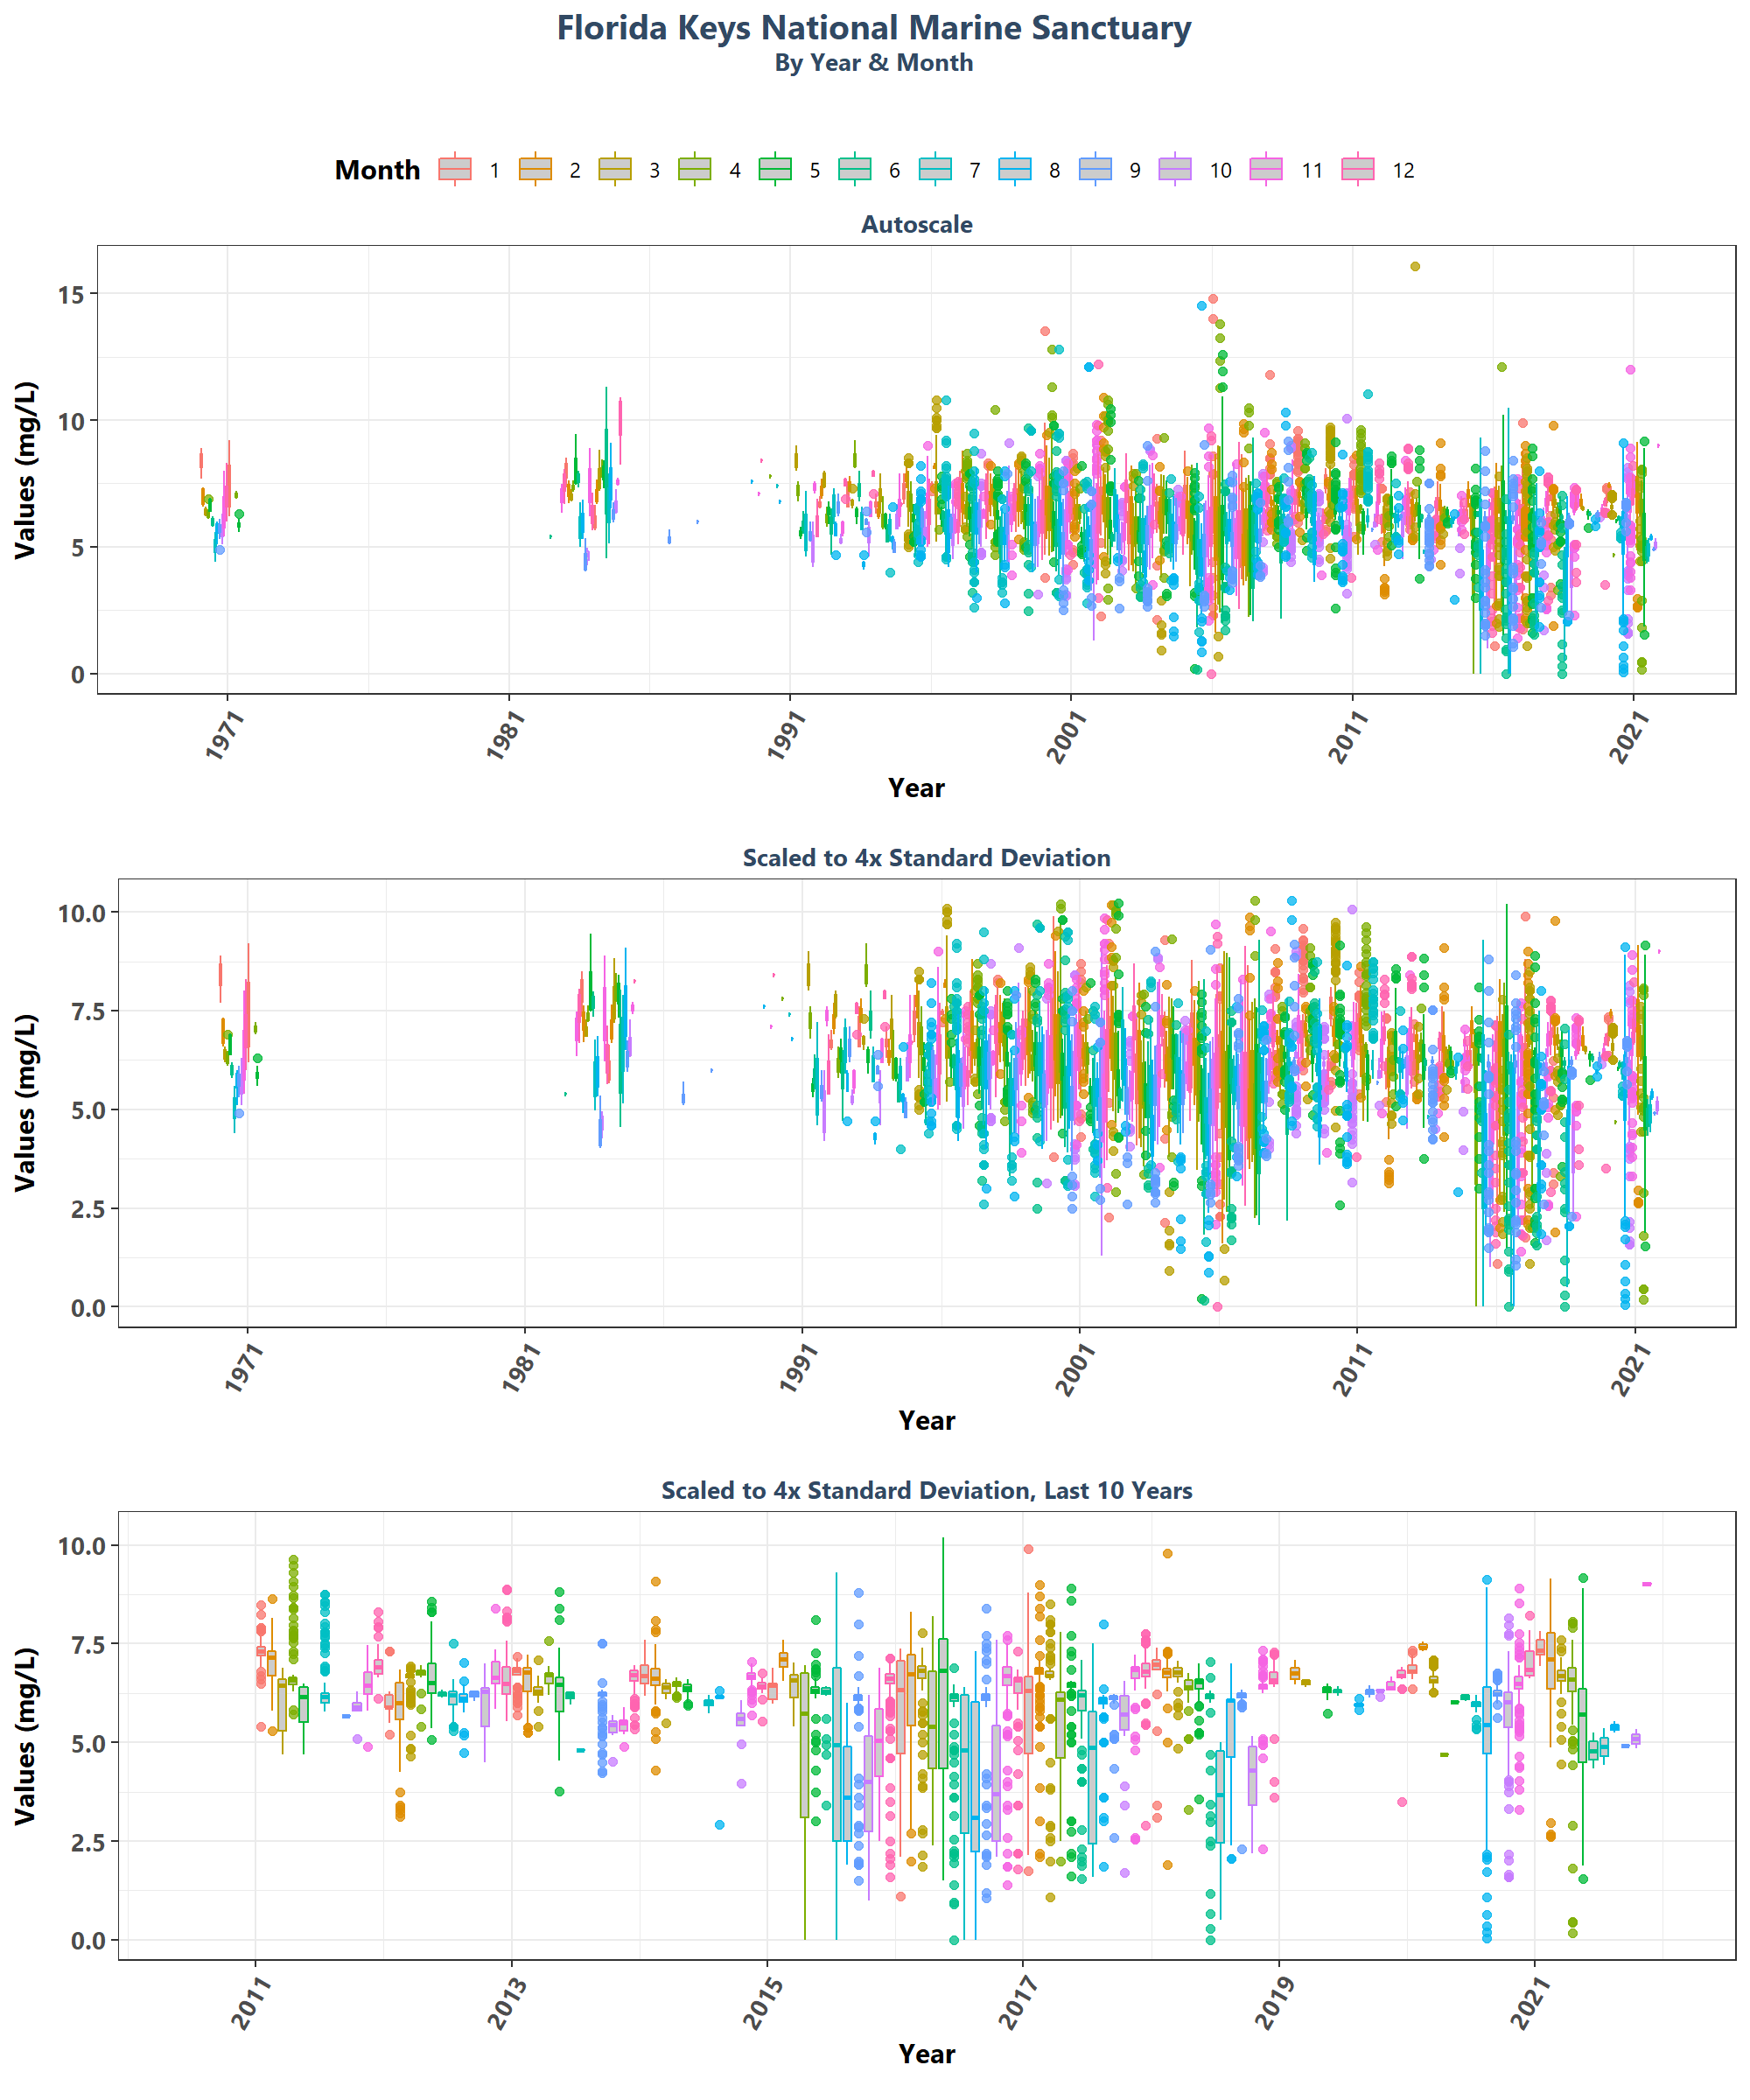 Florida Keys National Marine Sanctuary
By Year & Month
Month 1 2 3 4 5 6 7 8 9 10 11 12
Autoscale
Values (mg/L)
15
10
5
0
1971 1981 1991 2001 2011 2021
Year
Scaled to 4x Standard Deviation
Values (mg/L)
10.0
7.5
5.0
2.5
0.0
1971 1981 1991 2001 2011 2021
Year
Scaled to 4x Standard Deviation, Last 10 Years
Values (mg/L)
10.0
7.5
5.0
2.5
0.0
2011 2013 2015 2017 2019 2021
Year